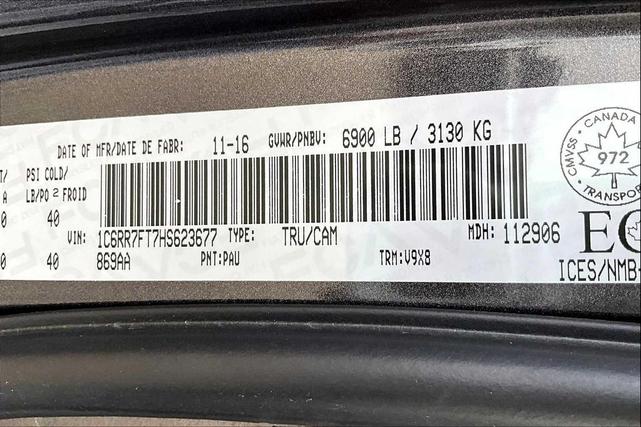 DATE OF MFR/DATE DE FABR: 11-16 GVWR/PNBV: 6900 LB / 3130 KG
T/ PSI COLD/
A LB/PO2 FROID
0 40
VIN: 1C6RR7FT7HS623677 TYPE: TRU/CAM MDH: 112906
0 40 869AA PNT:PAU TRM:V9X8
CANADA
CMVSS
972
TRANSPOR
EC
ICES/NMB-